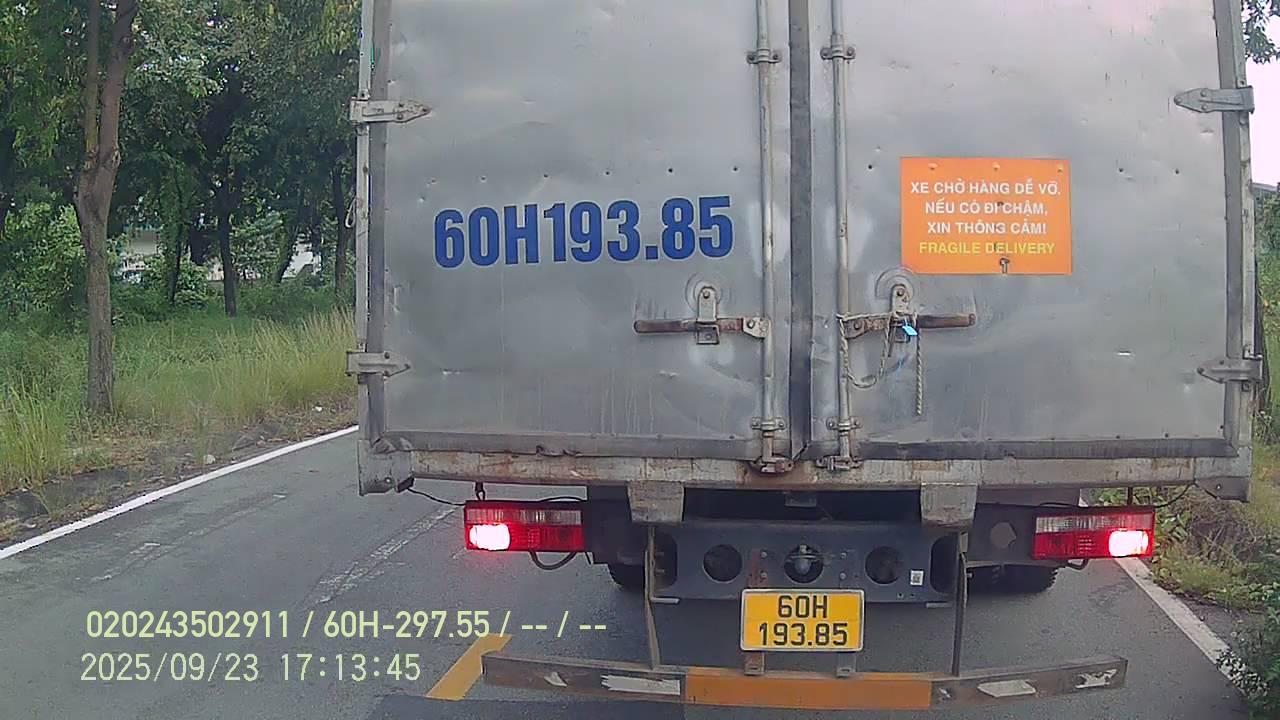 60H193.85
XE CHỞ HÀNG DỄ VỠ,
NẾU CÓ ĐI CHẬM,
XIN THÔNG CẢM!
FRAGILE DELIVERY
60H
193.85
020243502911 / 60H-297.55 / -- / --
2025/09/23 17:13:45